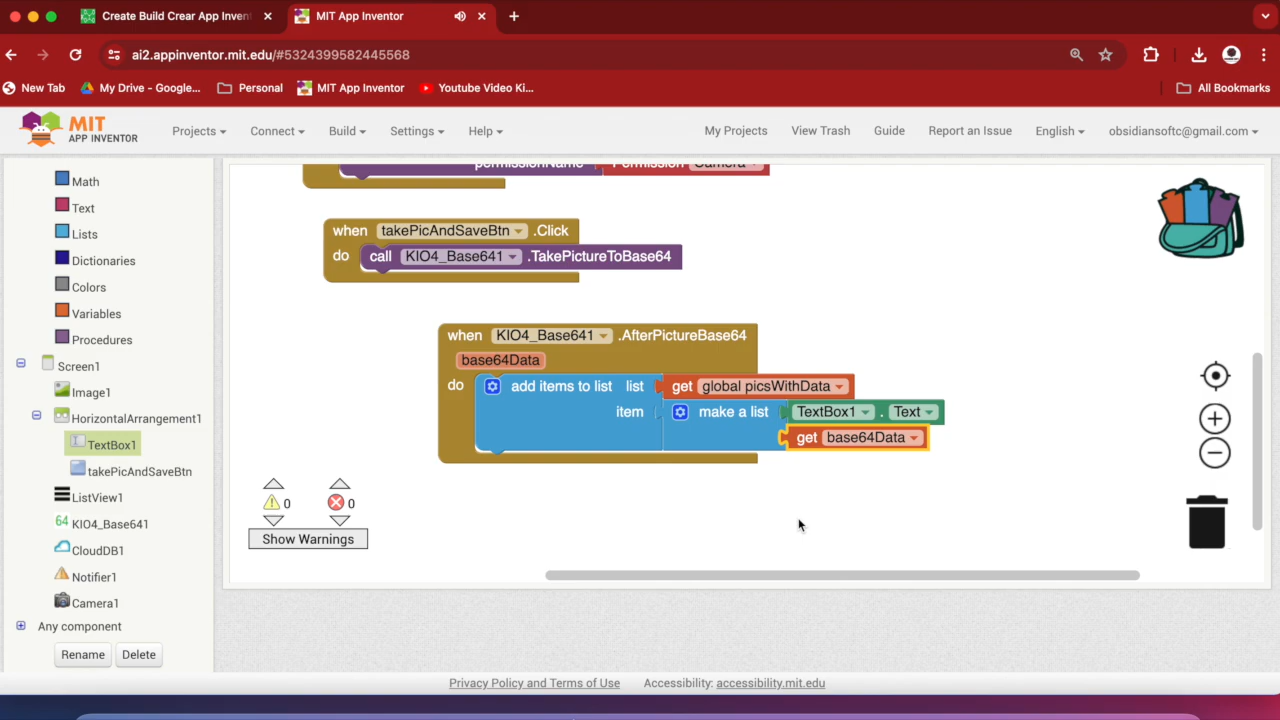 Create Build Crear App Inven
MIT App Inventor
ai2.appinventor.mit.edu/#5324399582445568
New Tab
My Drive - Google...
Personal
MIT App Inventor
Youtube Video Ki...
All Bookmarks
MIT
APP INVENTOR
Projects
Connect
Build
Settings
Help
My Projects
View Trash
Guide
Report an Issue
English
obsidiansoftc@gmail.com
Math
Text
Lists
Dictionaries
Colors
Variables
Procedures
Screen1
Image1
HorizontalArrangement1
TextBox1
takePicAndSaveBtn
ListView1
64 KIO4_Base641
CloudDB1
Notifier1
Camera1
Any component
Rename
Delete
permissionName Permission Camera
when takePicAndSaveBtn .Click
do call KIO4_Base641 .TakePictureToBase64
when KIO4_Base641 .AfterPictureBase64
base64Data
do add items to list list get global picsWithData
item make a list TextBox1 . Text
get base64Data
0 0
Show Warnings
Privacy Policy and Terms of Use
Accessibility: accessibility.mit.edu